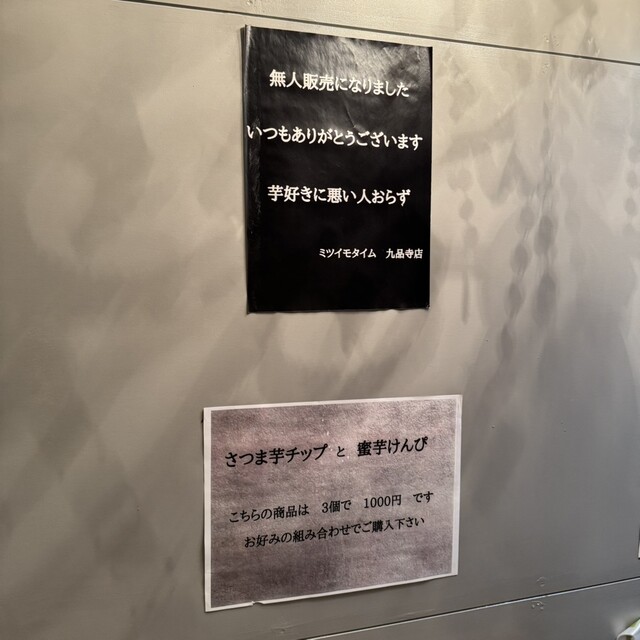 無人販売になりました
いつもありがとうございます
芋好きに悪い人おらず
ミツイモタイム 九品寺店
さつま芋チップ と 蜜芋けんぴ
こちらの商品は 3個で 1000円 です
お好みの組み合わせでご購入下さい